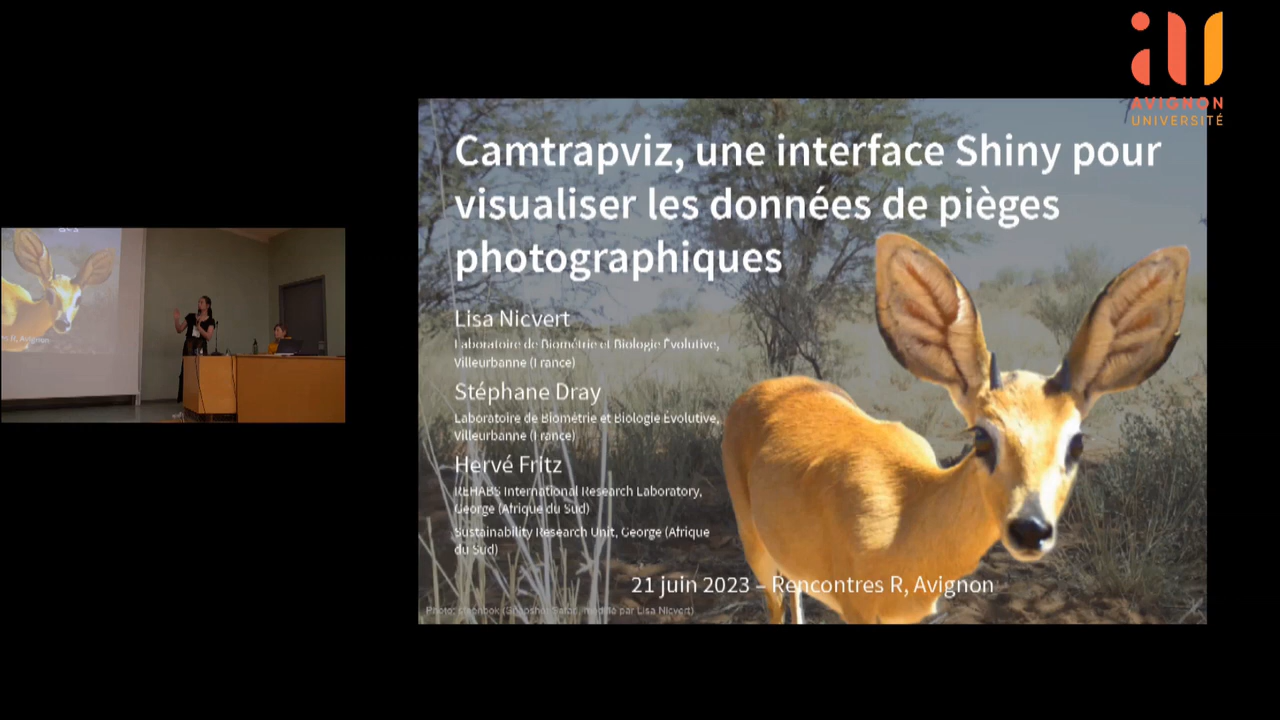 AVIGNON
UNIVERSITÉ
Camtrapviz, une interface Shiny pour
visualiser les données de pièges
photographiques
Lisa Nicvert
Laboratoire de Biométrie et Biologie Évolutive,
Villeurbanne (France)
Stéphane Dray
Laboratoire de Biométrie et Biologie Évolutive,
Villeurbanne (France)
Hervé Fritz
REHABS International Research Laboratory,
George (Afrique du Sud)
Sustainability Research Unit, George (Afrique
du Sud)
21 juin 2023 – Rencontres R, Avignon
Photo: steenbok (Snapshot Safari, modifié par Lisa Nicvert)
R, Avignon